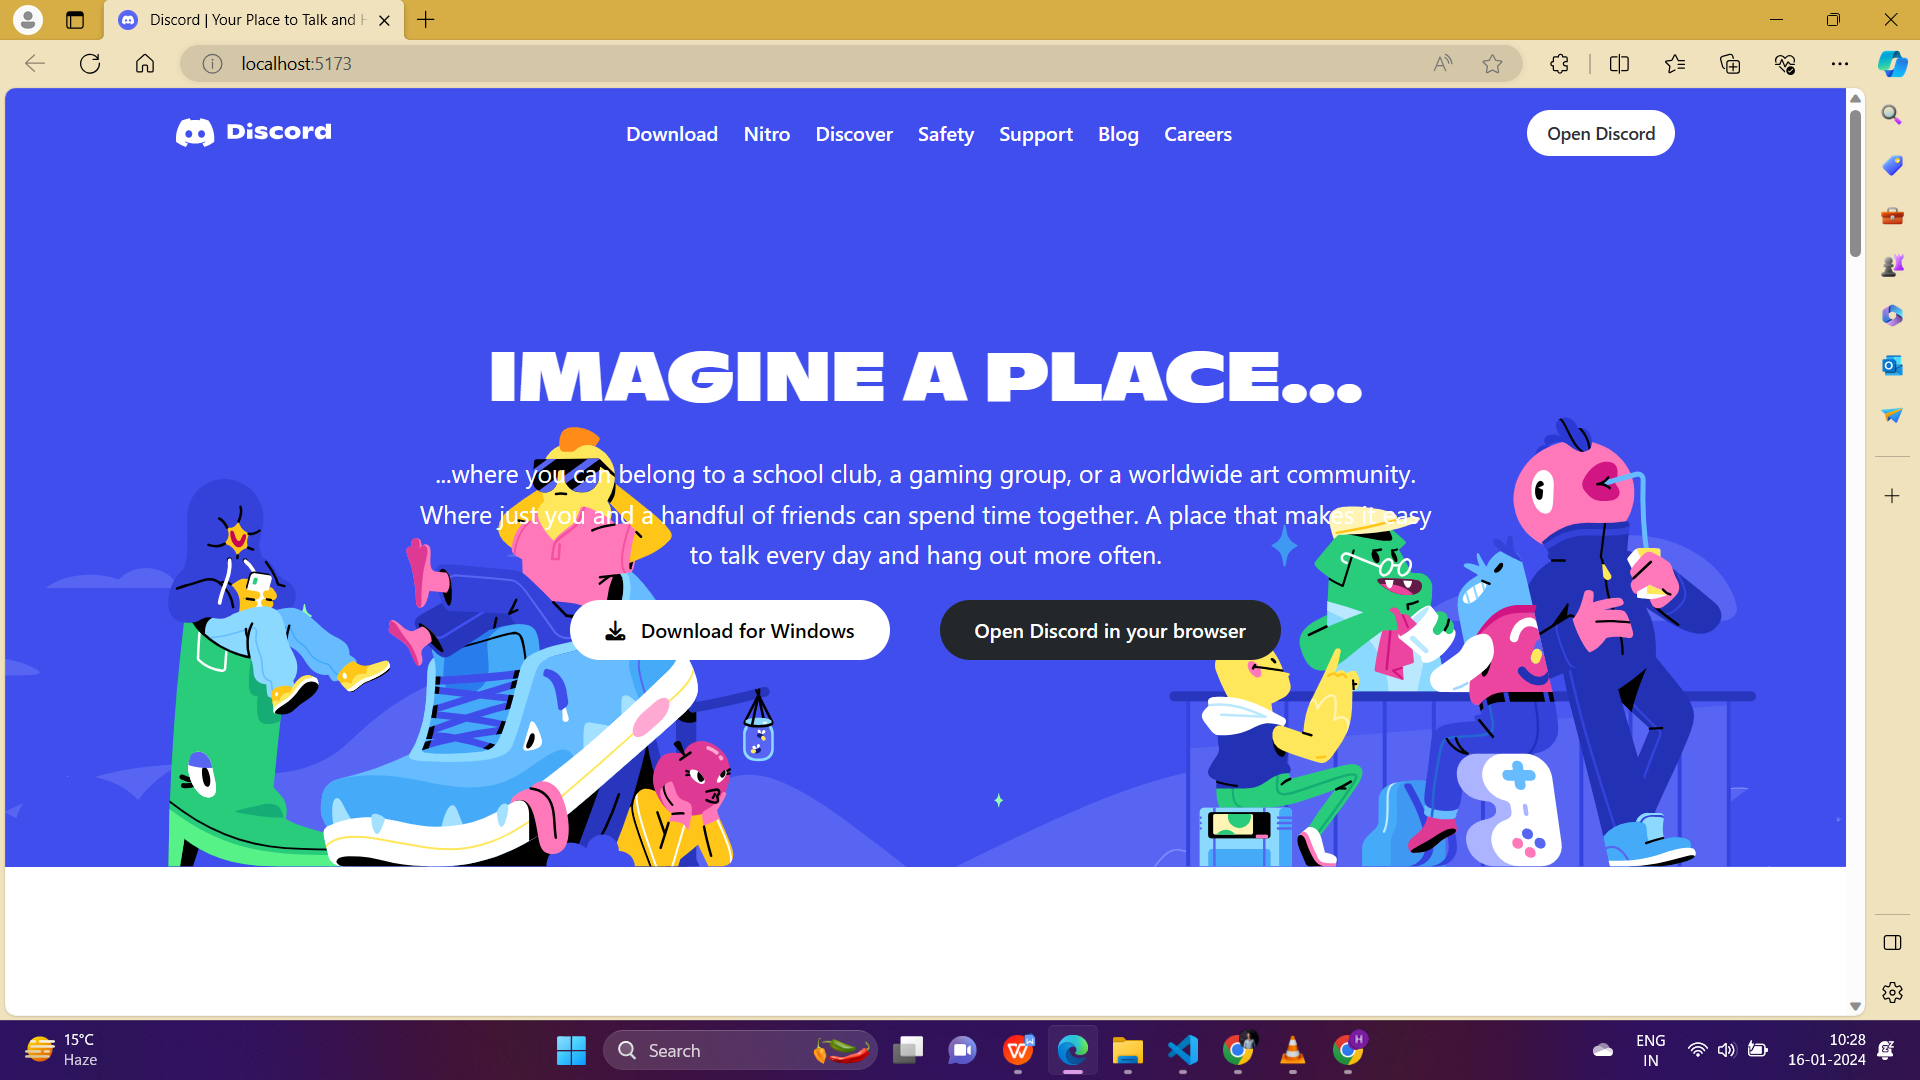 Discord | Your Place to Talk and H
localhost:5173
Discord
Download Nitro Discover Safety Support Blog Careers
Open Discord
IMAGINE A PLACE...
...where you can belong to a school club, a gaming group, or a worldwide art community.
Where just you and a handful of friends can spend time together. A place that makes it easy
to talk every day and hang out more often.
Download for Windows
Open Discord in your browser
15°C
Haze
Search
H
ENG
IN
10:28
16-01-2024